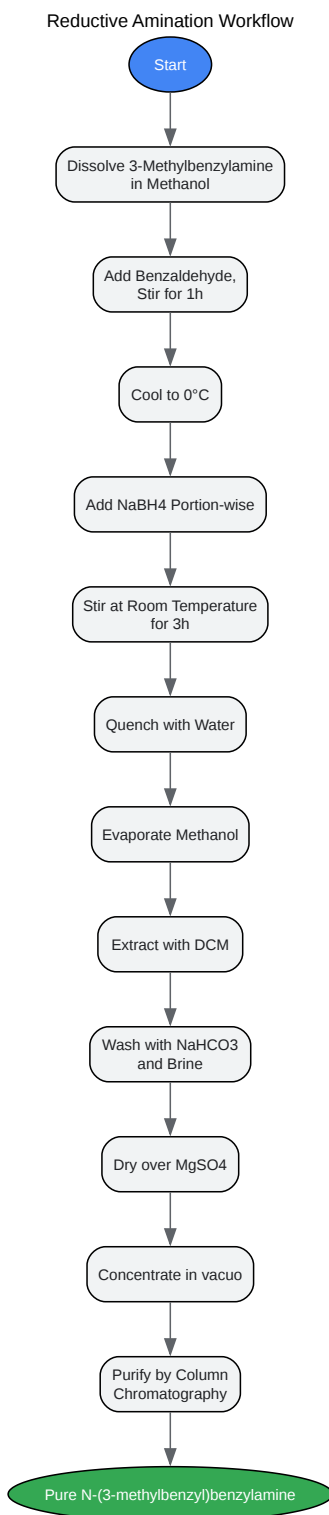 Reductive Amination Workflow
Start
Dissolve 3-Methylbenzylamine
in Methanol
Add Benzaldehyde,
Stir for 1h
Cool to 0°C
Add NaBH4 Portion-wise
Stir at Room Temperature
for 3h
Quench with Water
Evaporate Methanol
Extract with DCM
Wash with NaHCO3
and Brine
Dry over MgSO4
Concentrate in vacuo
Purify by Column
Chromatography
Pure N-(3-methylbenzyl)benzylamine